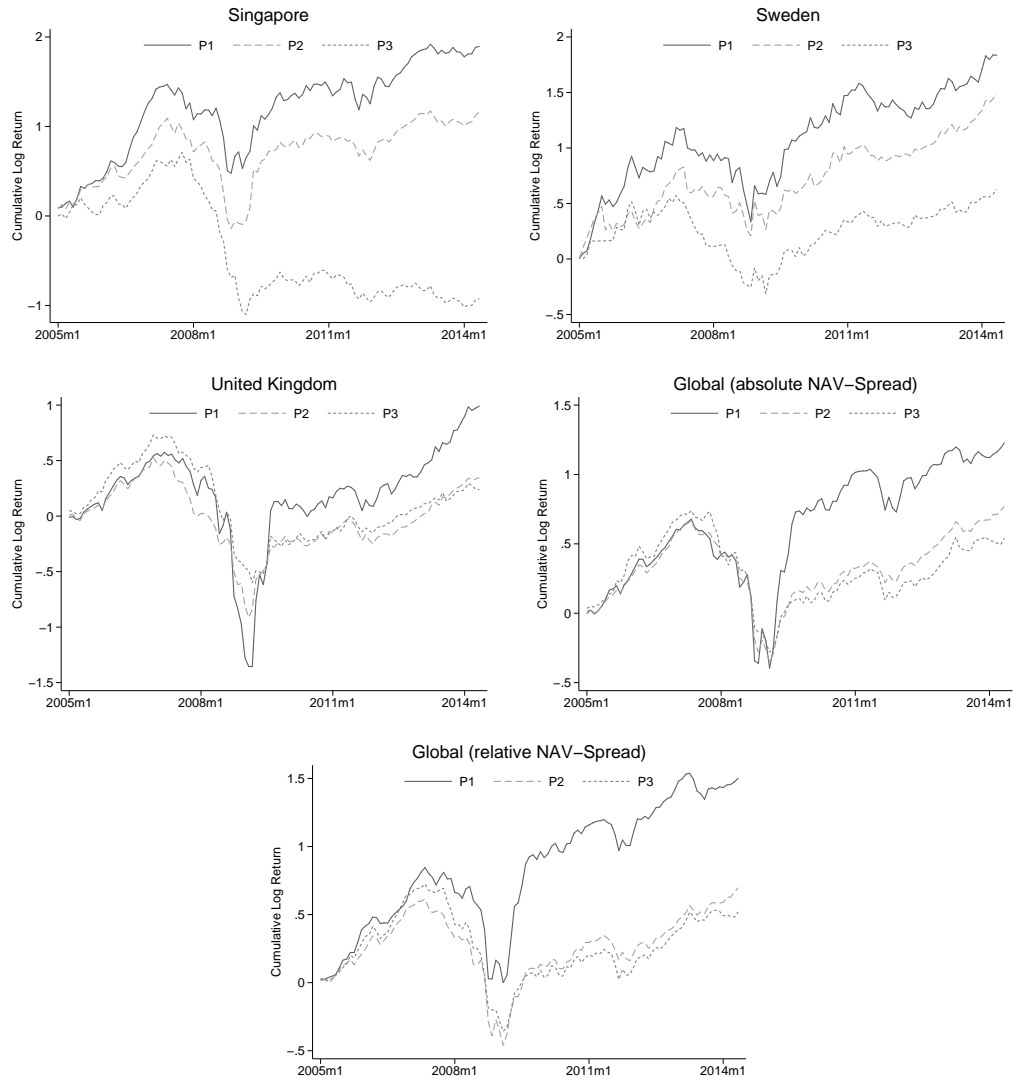 Singapore
P1 P2 P3
Cumulative Log Return
2
1
0
−1
2005m1 2008m1 2011m1 2014m1
Sweden
P1 P2 P3
Cumulative Log Return
2
1.5
1
.5
0
−.5
2005m1 2008m1 2011m1 2014m1
United Kingdom
P1 P2 P3
Cumulative Log Return
1
.5
0
−.5
−1
−1.5
2005m1 2008m1 2011m1 2014m1
Global (absolute NAV−Spread)
P1 P2 P3
Cumulative Log Return
1.5
1
.5
0
−.5
2005m1 2008m1 2011m1 2014m1
Global (relative NAV−Spread)
P1 P2 P3
Cumulative Log Return
1.5
1
.5
0
−.5
2005m1 2008m1 2011m1 2014m1